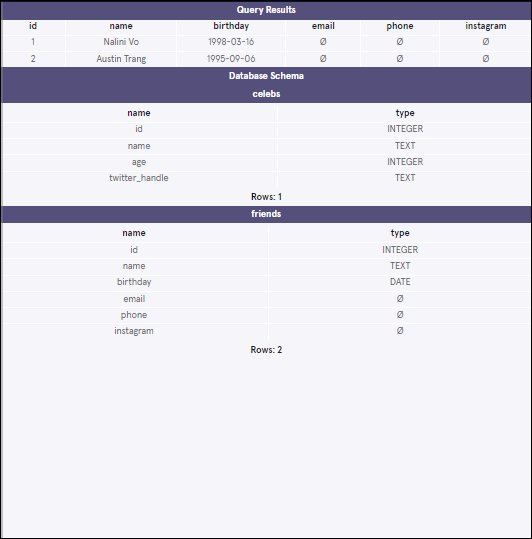 Query Results
id name birthday email phone instagram
1 Nalini Vo 1998-03-16 Ø Ø Ø
2 Austin Trang 1995-09-06 Ø Ø Ø
Database Schema
celebs
name type
id INTEGER
name TEXT
age INTEGER
twitter_handle TEXT
Rows: 1
friends
name type
id INTEGER
name TEXT
birthday DATE
email Ø
phone Ø
instagram Ø
Rows: 2